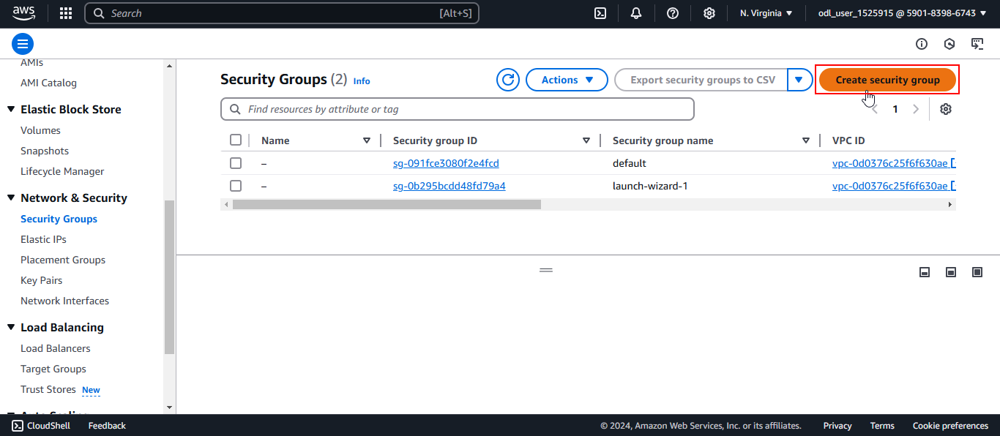 aws
Search [Alt+S]
N. Virginia
odl_user_1525915 @ 5901-8398-6743
AMIs
AMI Catalog
Elastic Block Store
Volumes
Snapshots
Lifecycle Manager
Network & Security
Security Groups
Elastic IPs
Placement Groups
Key Pairs
Network Interfaces
Load Balancing
Load Balancers
Target Groups
Trust Stores New
Security Groups (2) Info
Actions
Export security groups to CSV
Create security group
Find resources by attribute or tag
1
Name Security group ID Security group name VPC ID
– sg-091fce3080f2e4fcd default vpc-0d0376c25f6f630ae
– sg-0b295bcdd48fd79a4 launch-wizard-1 vpc-0d0376c25f6f630ae
CloudShell Feedback © 2024, Amazon Web Services, Inc. or its affiliates. Privacy Terms Cookie preferences